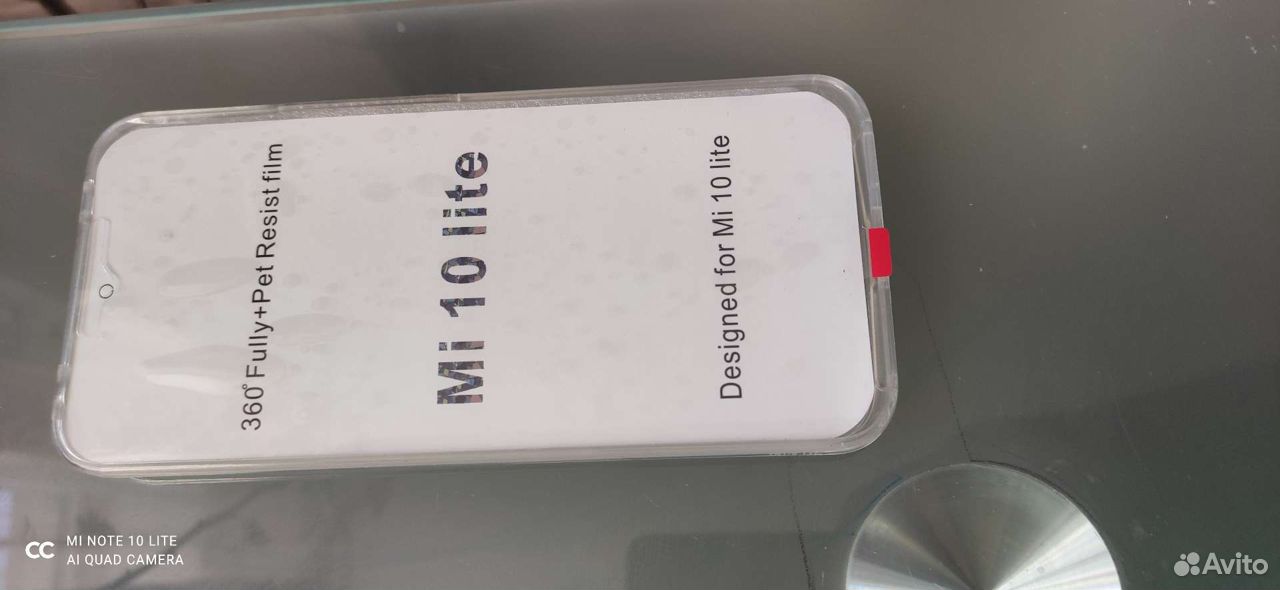 360°Fully+Pet Resist film
Mi 10 lite
Designed for Mi 10 lite
MI NOTE 10 LITE
AI QUAD CAMERA
Avito